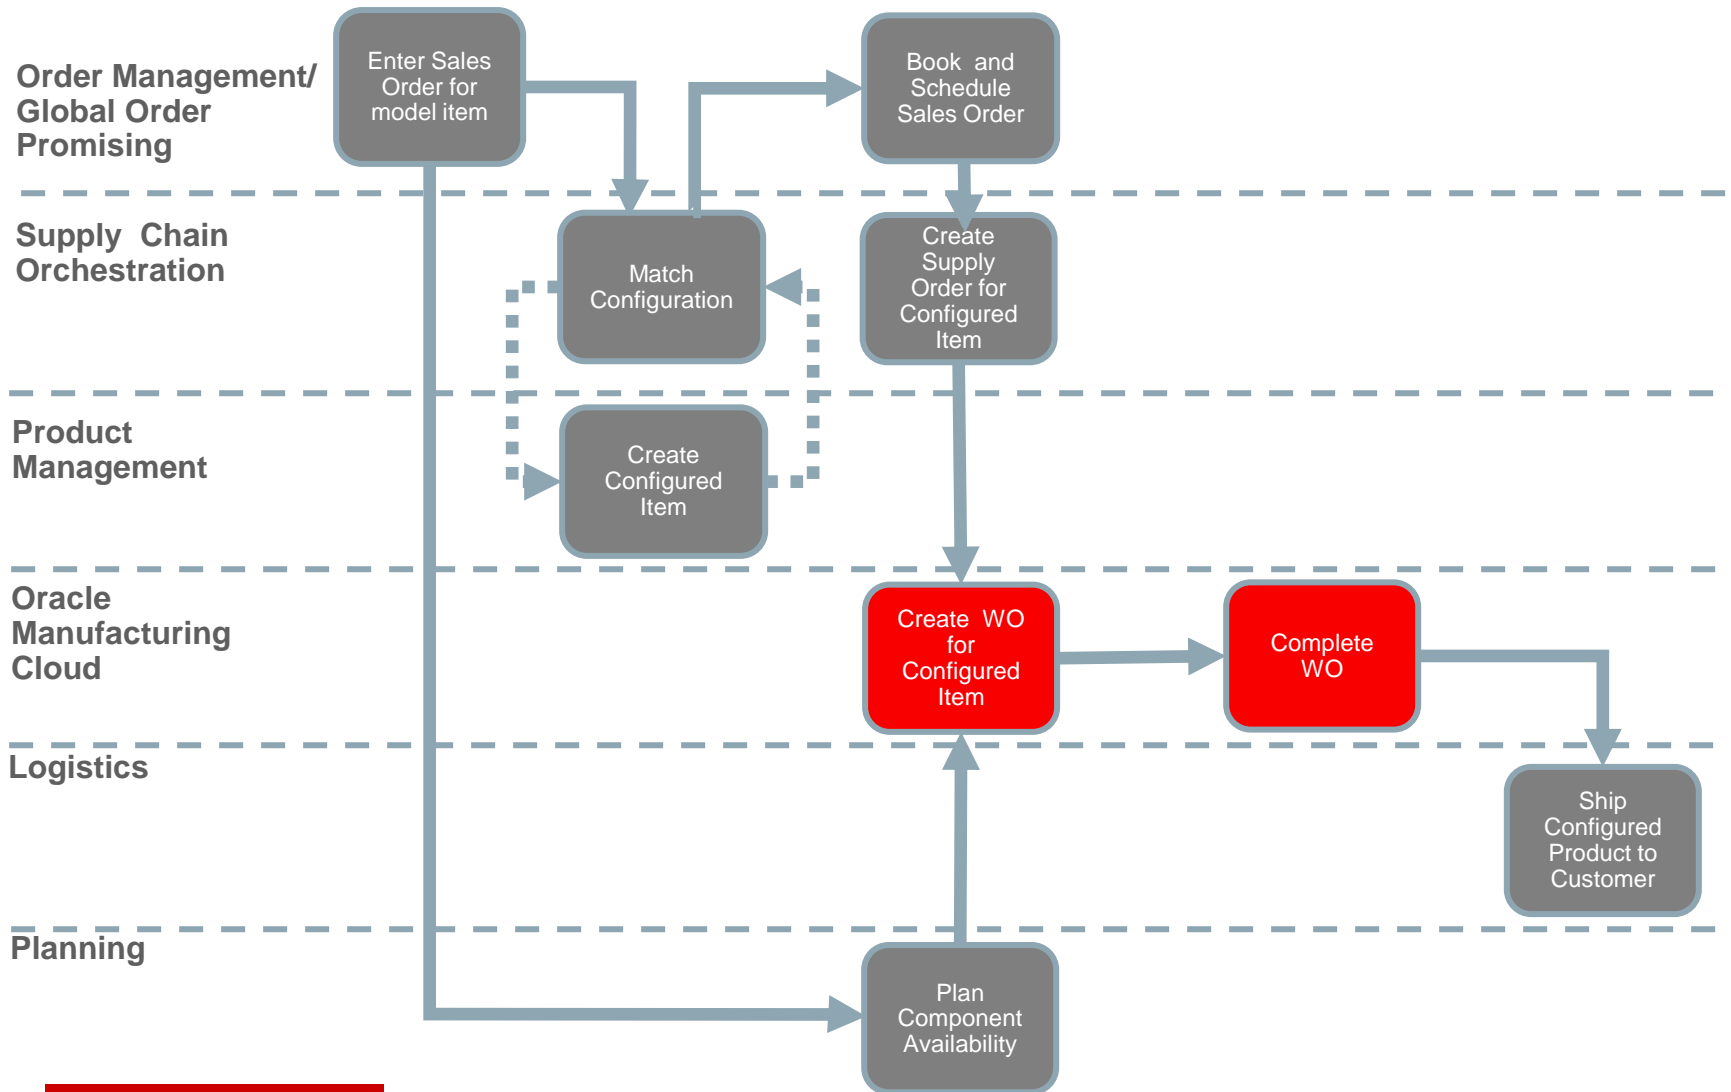 Order Management/
Global Order
Promising
Enter Sales
Order for
model item
Book and
Schedule
Sales Order
Supply Chain
Orchestration
Match
Configuration
Create
Supply
Order for
Configured
Item
Product
Management
Create
Configured
Item
Oracle
Manufacturing
Cloud
Create WO
for
Configured
Item
Complete
WO
Logistics
Ship
Configured
Product to
Customer
Planning
Plan
Component
Availability